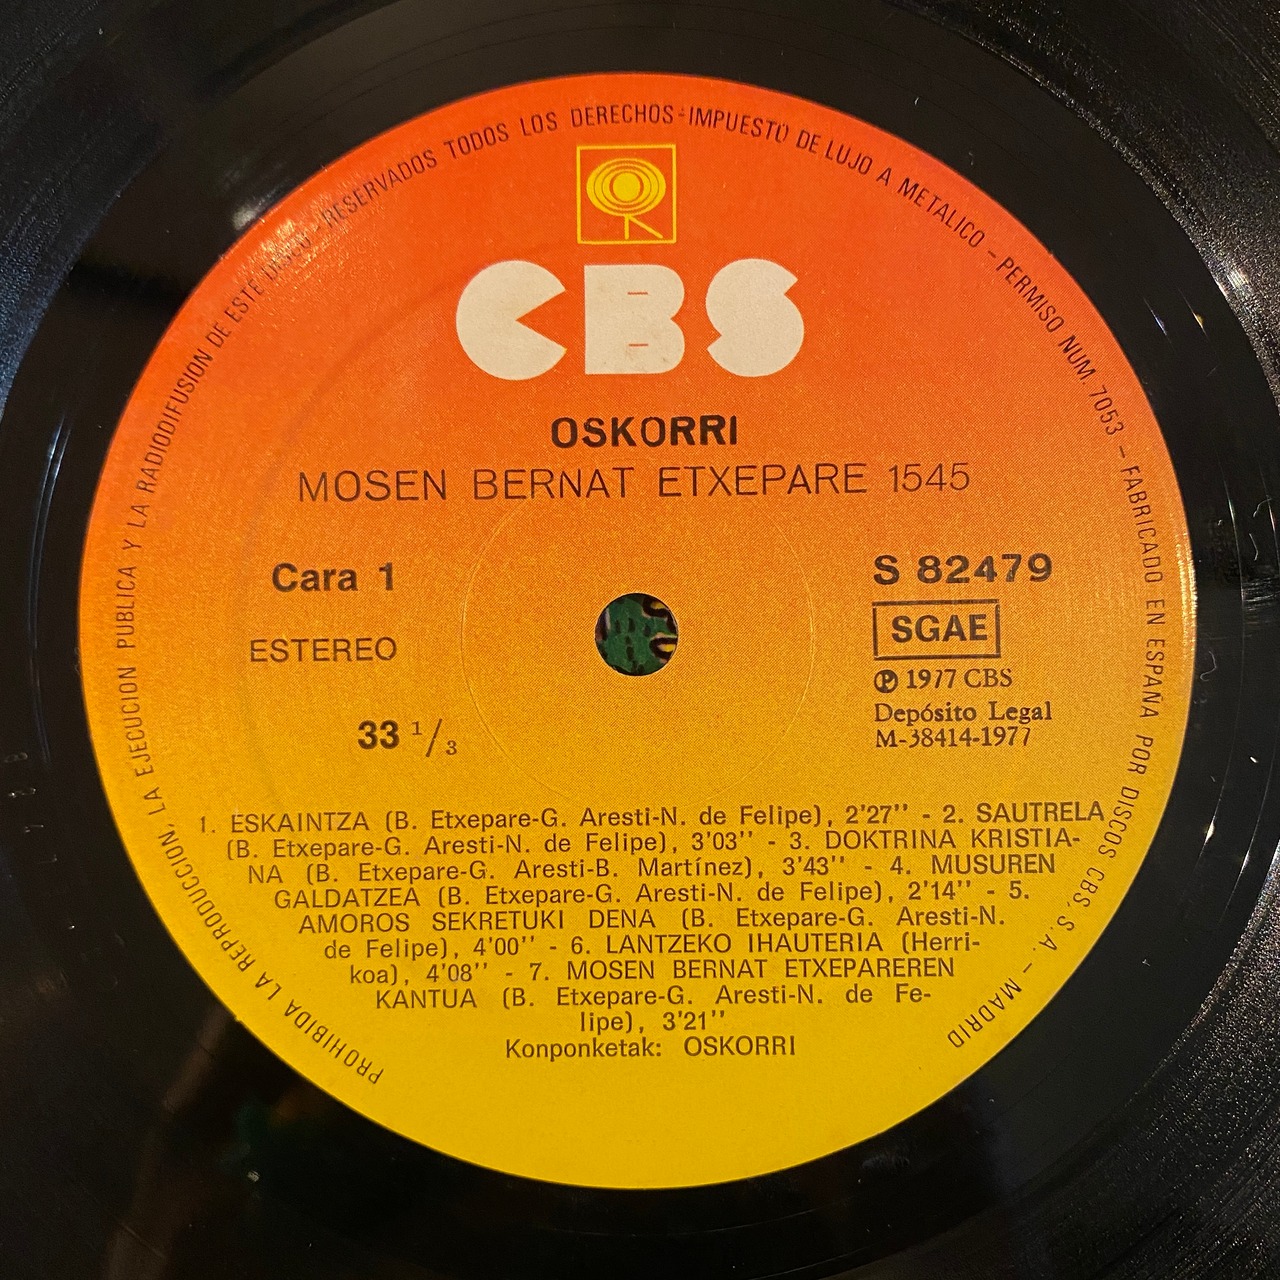 PROHIBIDA LA REPRODUCCION, LA EJECUCION PUBLICA Y LA RADIODIFUSION DE ESTE DISCO - RESERVADOS TODOS LOS DERECHOS - IMPUESTO DE LUJO A METALICO - PERMISO NUM. 7053 - FABRICADO EN ESPAÑA POR DISCOS CBS, S. A. - MADRID
CBS
OSKORRI
MOSEN BERNAT ETXEPARE 1545
Cara 1
ESTEREO
33 1/3
S 82479
SGAE
℗ 1977 CBS
Depósito Legal
M-38414-1977
1. ESKAINTZA (B. Etxepare-G. Aresti-N. de Felipe), 2'27'' - 2. SAUTRELA
(B. Etxepare-G. Aresti-N. de Felipe), 3'03'' - 3. DOKTRINA KRISTIA-
NA (B. Etxepare-G. Aresti-B. Martínez), 3'43'' - 4. MUSUREN
GALDATZEA (B. Etxepare-G. Aresti-N. de Felipe), 2'14'' - 5.
AMOROS SEKRETUKI DENA (B. Etxepare-G. Aresti-N.
de Felipe), 4'00'' - 6. LANTZEKO IHAUTERIA (Herri-
koa), 4'08'' - 7. MOSEN BERNAT ETXEPAREREN
KANTUA (B. Etxepare-G. Aresti-N. de Fe-
lipe), 3'21''
Konponketak: OSKORRI